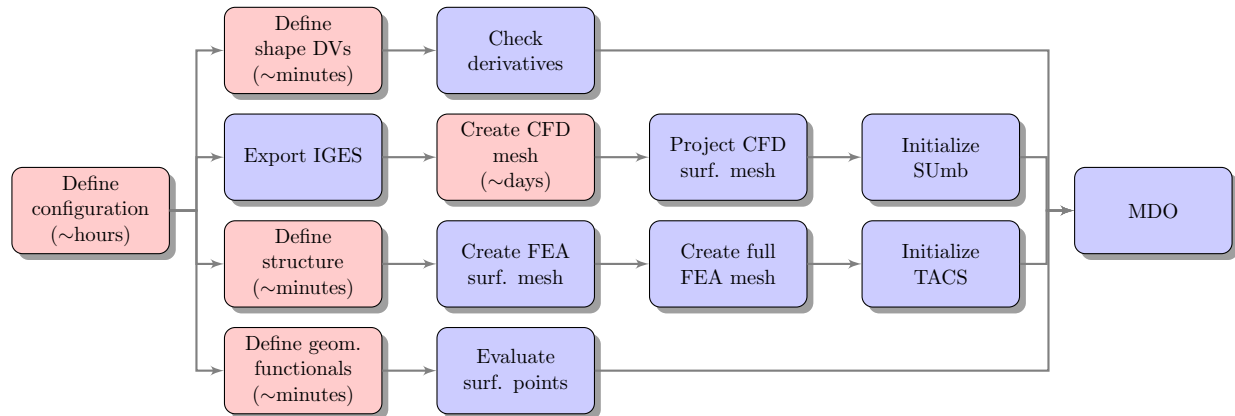 Define
shape DVs
(∼minutes)
Check
derivatives
Export IGES
Create CFD
mesh
(∼days)
Project CFD
surf. mesh
Initialize
SUmb
Define
configuration
(∼hours)
MDO
Define
structure
(∼minutes)
Create FEA
surf. mesh
Create full
FEA mesh
Initialize
TACS
Define geom.
functionals
(∼minutes)
Evaluate
surf. points